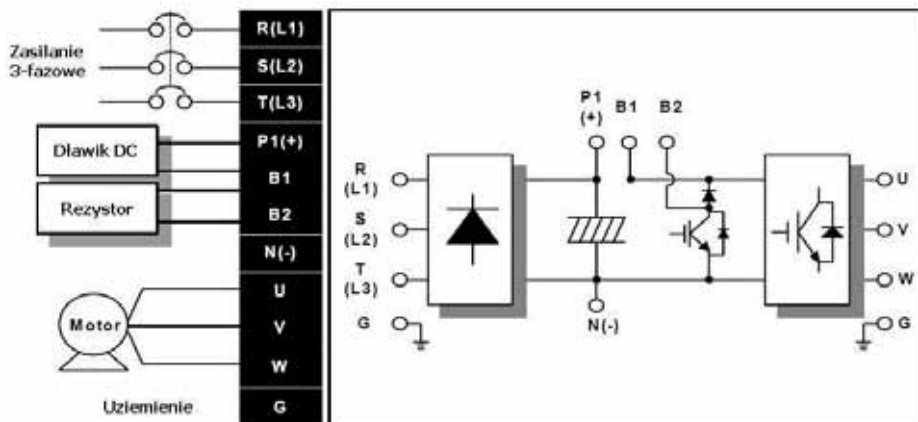 Zasilanie
3-fazowe
R(L1)
S(L2)
T(L3)
Dławik DC
P1(+)
B1
Rezystor
B2
N(-)
Motor
U
V
W
Uziemienie
G
P1
(+)
B1
B2
R
(L1)
S
(L2)
T
(L3)
G
N(-)
U
V
W
G